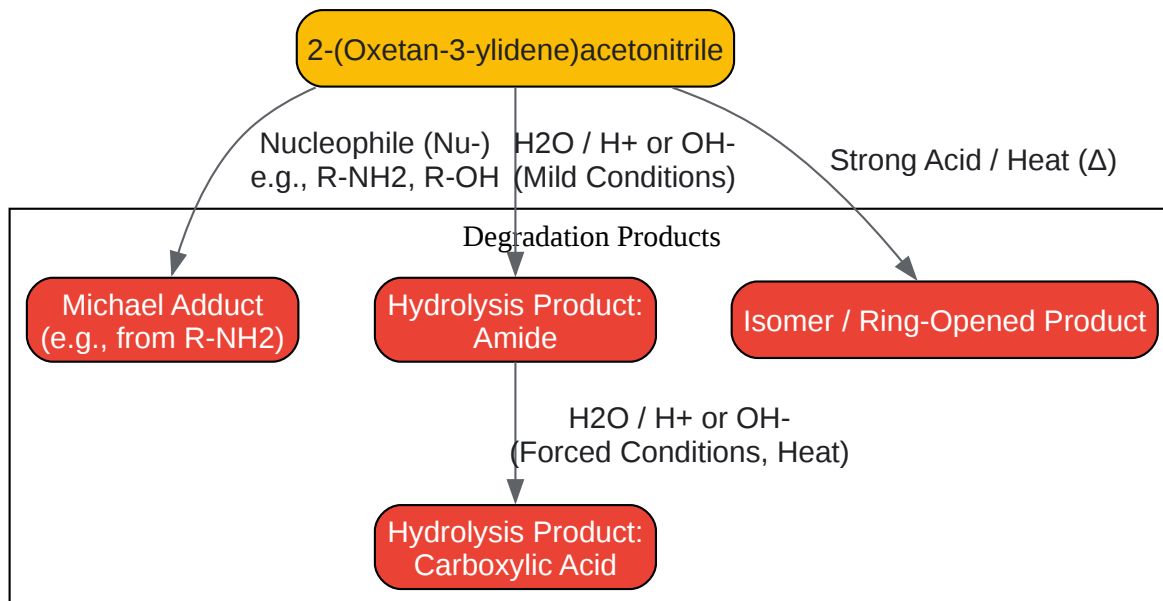 2-(Oxetan-3-ylidene)acetonitrile
Nucleophile (Nu-)
e.g., R-NH2, R-OH
H2O / H+ or OH-
(Mild Conditions)
Strong Acid / Heat (Δ)
Degradation Products
Michael Adduct
(e.g., from R-NH2)
Hydrolysis Product:
Amide
Isomer / Ring-Opened Product
H2O / H+ or OH-
(Forced Conditions, Heat)
Hydrolysis Product:
Carboxylic Acid